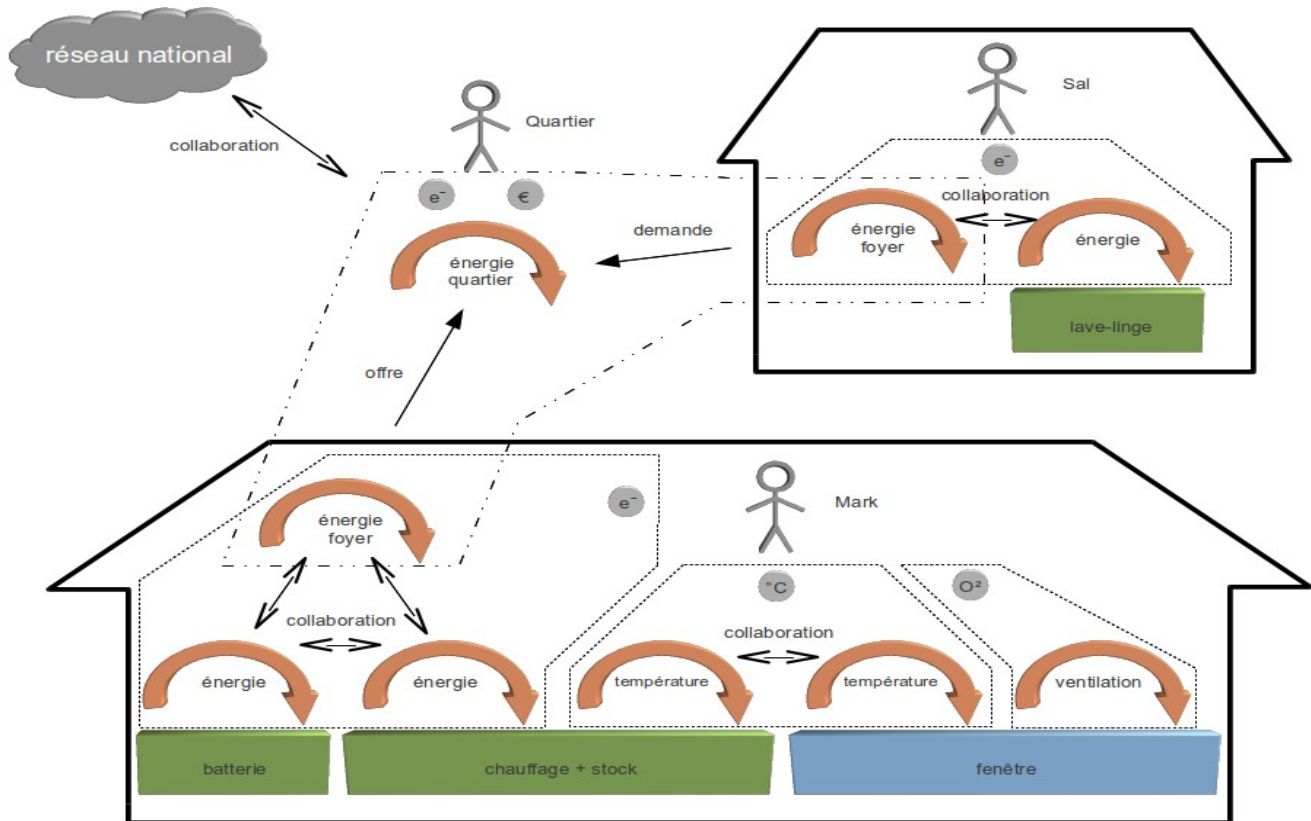 réseau national
collaboration
Quartier
e⁻
€
énergie
quartier
demande
offre
Sal
e⁻
collaboration
énergie
foyer
énergie
lave-linge
Mark
e⁻
énergie
foyer
collaboration
énergie
énergie
°C
collaboration
température
température
O²
ventilation
batterie
chauffage + stock
fenêtre